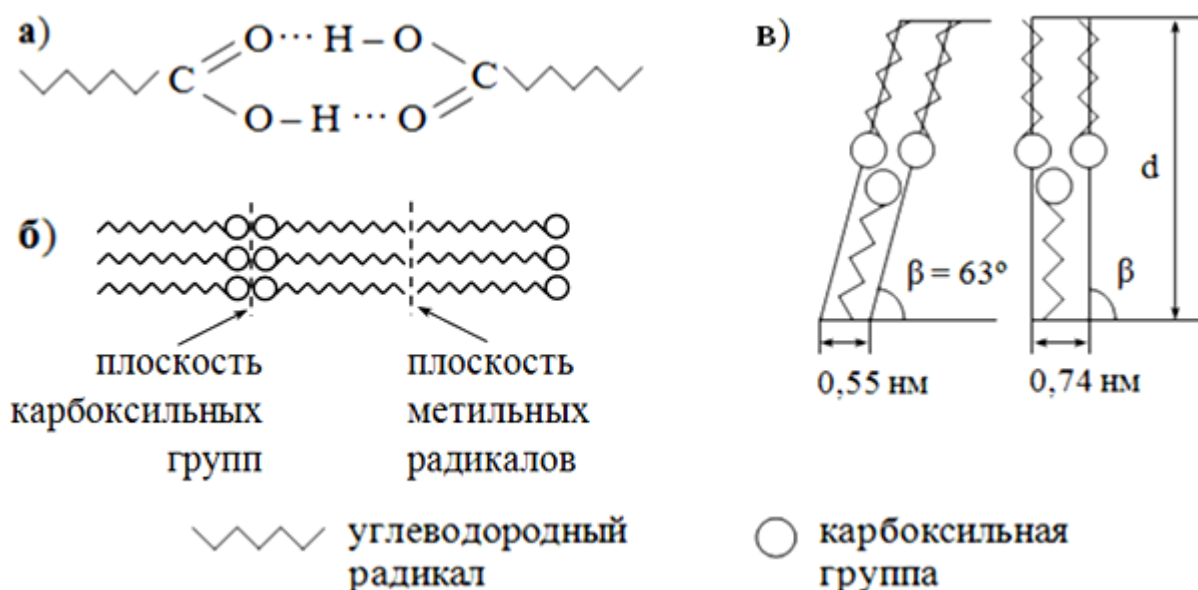 а)
O ··· H – O
C
C
O – H ··· O
б)
плоскость
карбоксильных
групп
плоскость
метильных
радикалов
в)
d
β = 63°
β
0,55 нм
0,74 нм
углеводородный
радикал
карбоксильная
группа